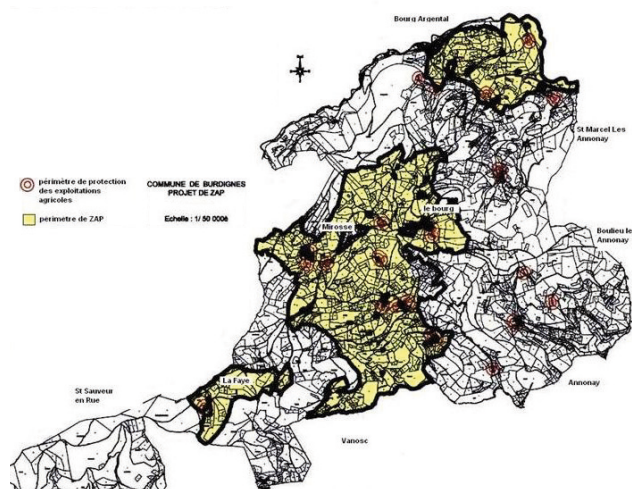 Bourg Argental
St Marcel Les
Annonay
périmètre de protection
des exploitations
agricoles
périmetre de ZAP
COMMUNE DE BURDIGNES
PROJET DE ZAP
Echelle : 1/ 50 000è
le bourg
Mirosse
Boulieu le
Annonay
La Faye
St Sauveur
en Rue
Annonay
Vanosc